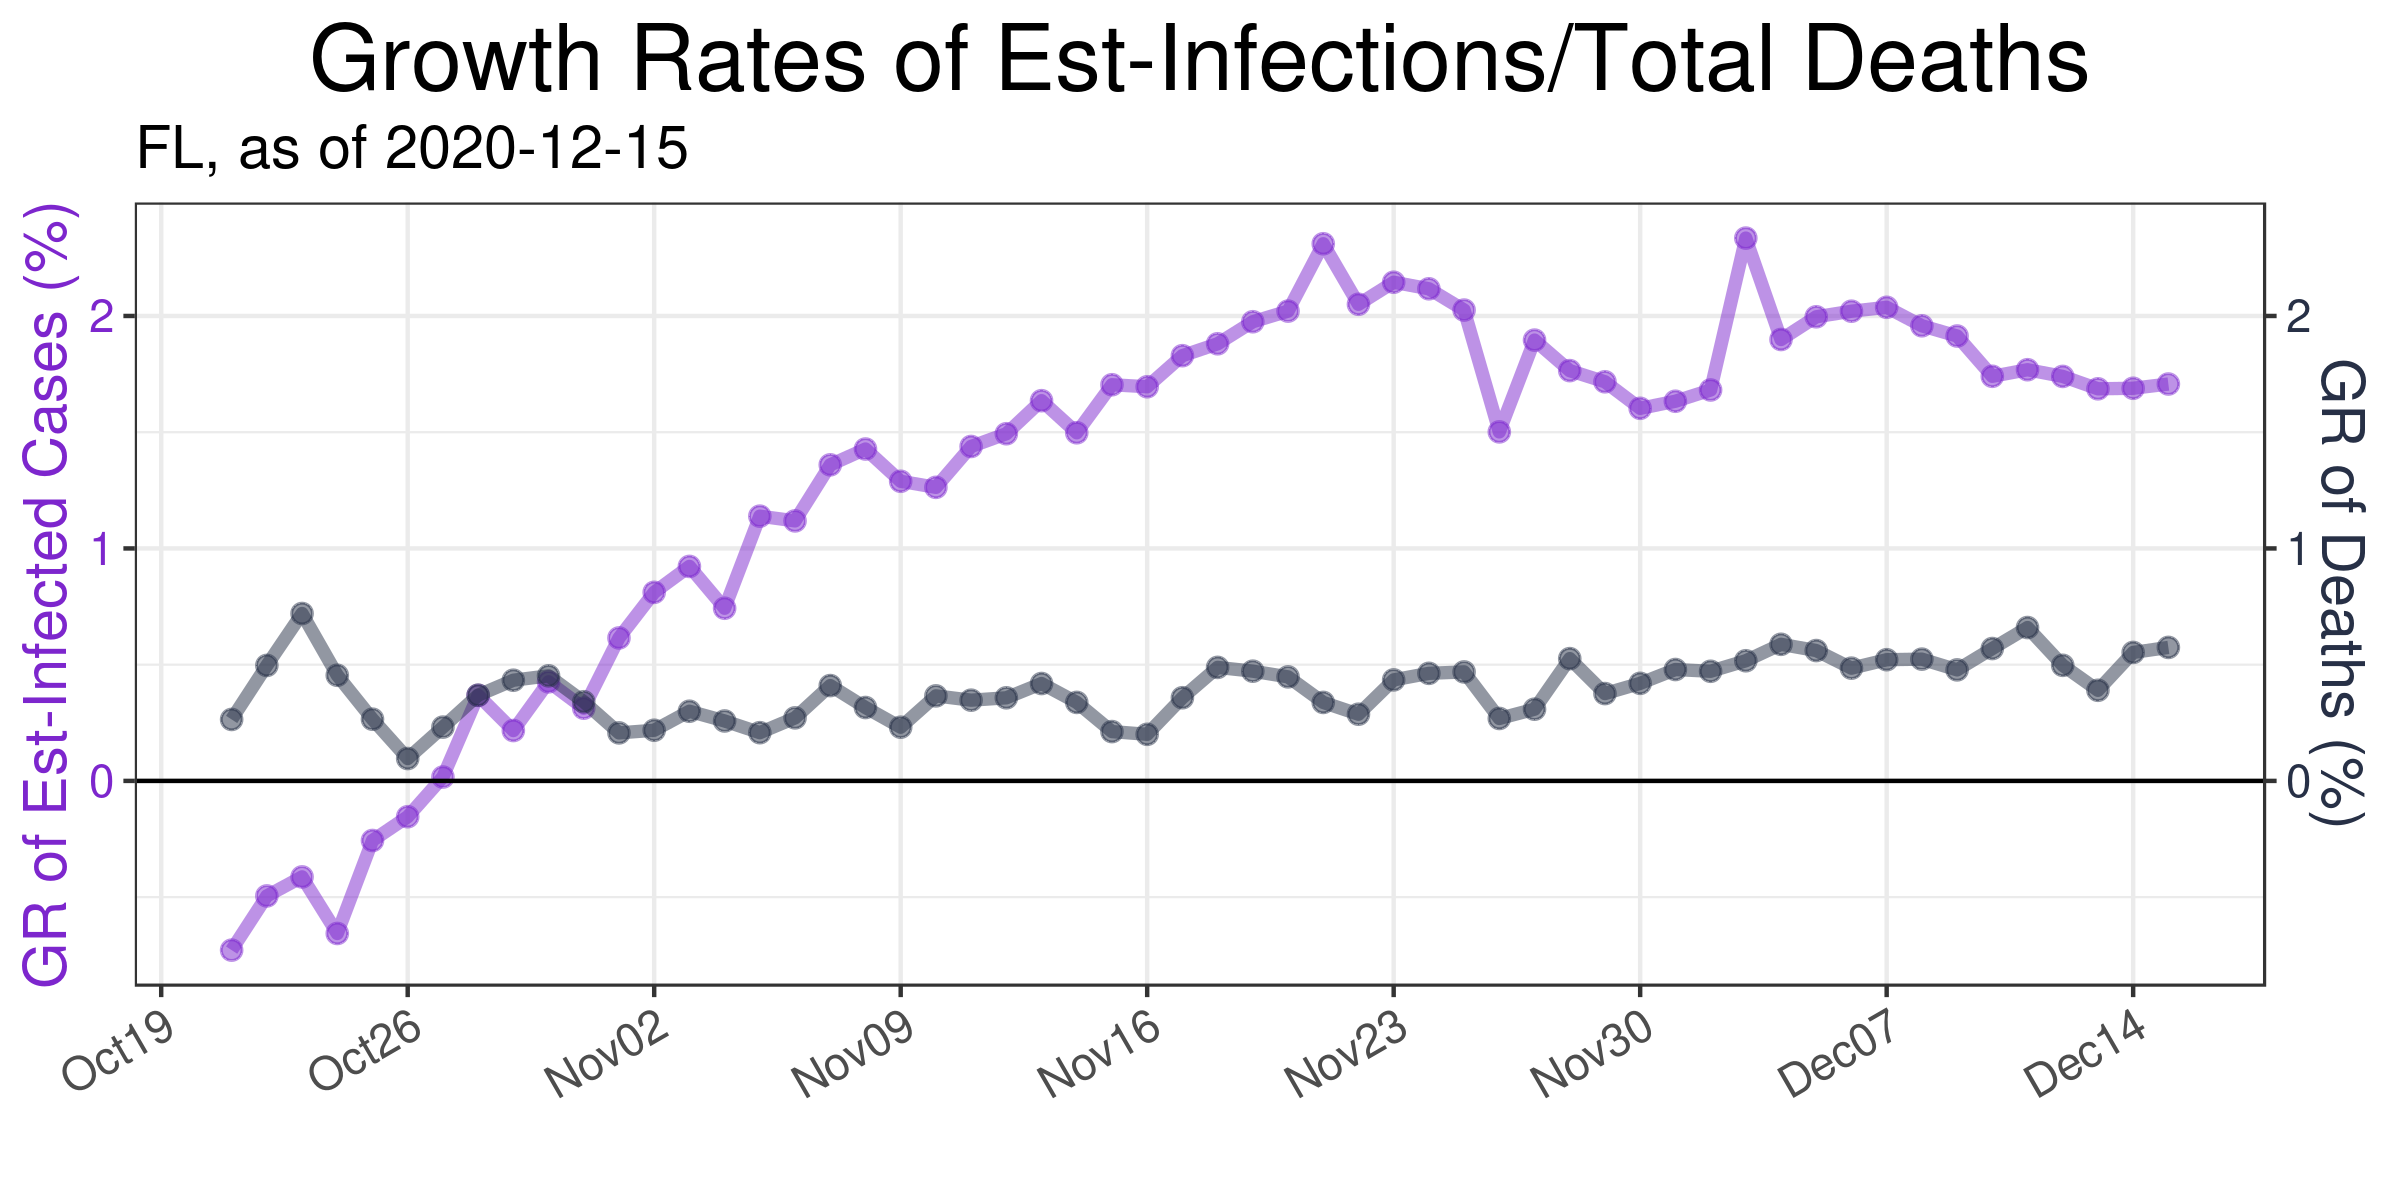 Growth Rates of Est-Infections/Total Deaths
FL, as of 2020-12-15
GR of Est-Infected Cases (%)
2
1
0
2
1
0
GR of Deaths (%)
Oct19
Oct26
Nov02
Nov09
Nov16
Nov23
Nov30
Dec07
Dec14